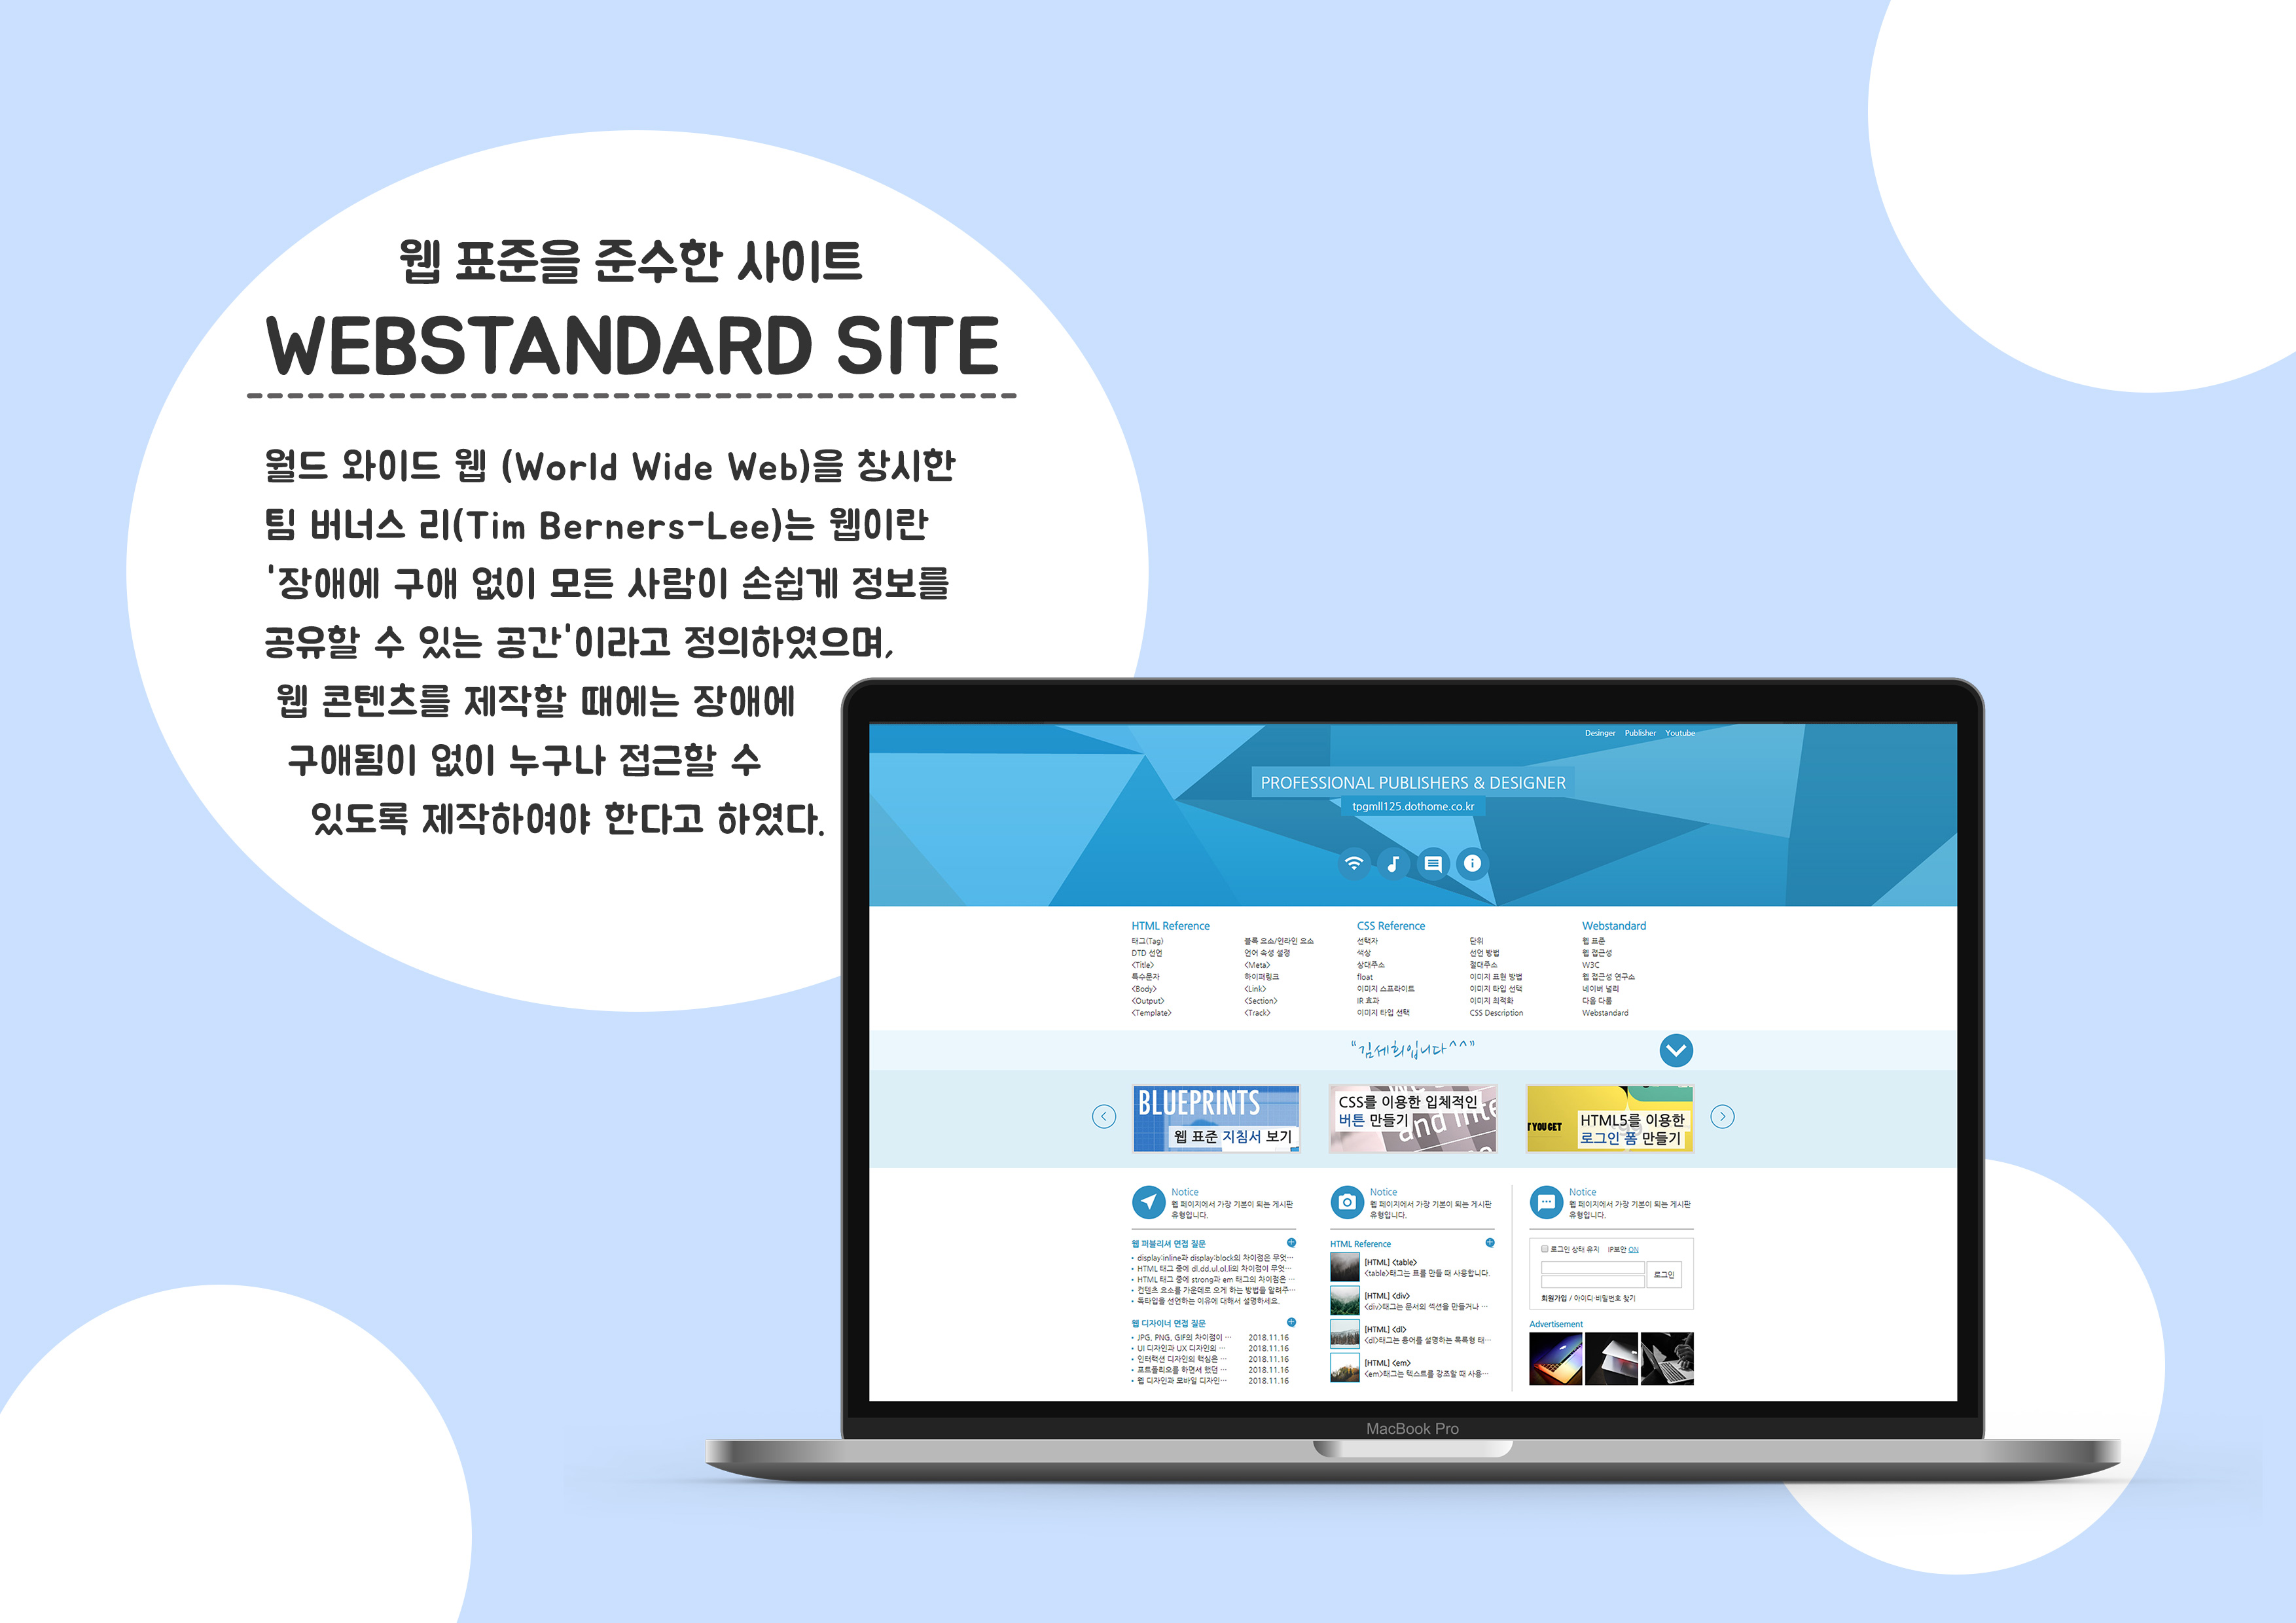 웹 표준을 준수한 사이트
WEBSTANDARD SITE
월드 와이드 웹 (World Wide Web)을 창시한
팀 버너스 리(Tim Berners-Lee)는 웹이란
'장애에 구애 없이 모든 사람이 손쉽게 정보를
공유할 수 있는 공간'이라고 정의하였으며,
웹 콘텐츠를 제작할 때에는 장애에
구애됨이 없이 누구나 접근할 수
있도록 제작하여야 한다고 하였다.
Desinger Publisher Youtube
PROFESSIONAL PUBLISHERS & DESIGNER
tpgmll125.dothome.co.kr
HTML Reference
태그(Tag) 블록 요소/인라인 요소
DTD 선언 언어 속성 설정
<Title> <Meta>
특수문자 하이퍼링크
<Body> <Link>
<Output> <Section>
<Template> <Track>
CSS Reference
선택자 단위
색상 선언 방법
상대주소 절대주소
float 이미지 표현 방법
이미지 스프라이트 이미지 타입 선택
IR 효과 이미지 최적화
이미지 타입 선택 CSS Description
Webstandard
웹 표준
웹 접근성
W3C
웹 접근성 연구소
네이버 널리
다음 다룸
Webstandard
"김세희입니다^^"
BLUEPRINTS
웹 표준 지침서 보기
CSS를 이용한 입체적인
버튼 만들기
and inte
T YOU GET
HTML5를 이용한
로그인 폼 만들기
Notice
웹 페이지에서 가장 기본이 되는 게시판
유형입니다.
웹 퍼블리셔 면접 질문
display:inline과 display:block의 차이점은 무엇…
HTML 태그 중에 dl,dd,ul,ol,li의 차이점이 무엇…
HTML 태그 중에 strong과 em 태그의 차이점은 …
컨텐츠 요소를 가운데로 오게 하는 방법을 알려주…
독타입을 선언하는 이유에 대해서 설명하세요.
웹 디자이너 면접 질문
JPG, PNG, GIF의 차이점이 … 2018.11.16
UI 디자인과 UX 디자인의 … 2018.11.16
인터랙션 디자인의 핵심은 … 2018.11.16
포트폴리오를 하면서 했던 … 2018.11.16
웹 디자인과 모바일 디자인… 2018.11.16
Notice
웹 페이지에서 가장 기본이 되는 게시판
유형입니다.
HTML Reference
[HTML] <table>
<table>태그는 표를 만들 때 사용합니다.
[HTML] <div>
<div>태그는 문서의 섹션을 만들거나 …
[HTML] <dl>
<dl>태그는 용어를 설명하는 목록형 태…
[HTML] <em>
<em>태그는 텍스트를 강조할 때 사용…
Notice
웹 페이지에서 가장 기본이 되는 게시판
유형입니다.
로그인 상태 유지 IP보안 ON
로그인
회원가입 / 아이디·비밀번호 찾기
Advertisement
MacBook Pro